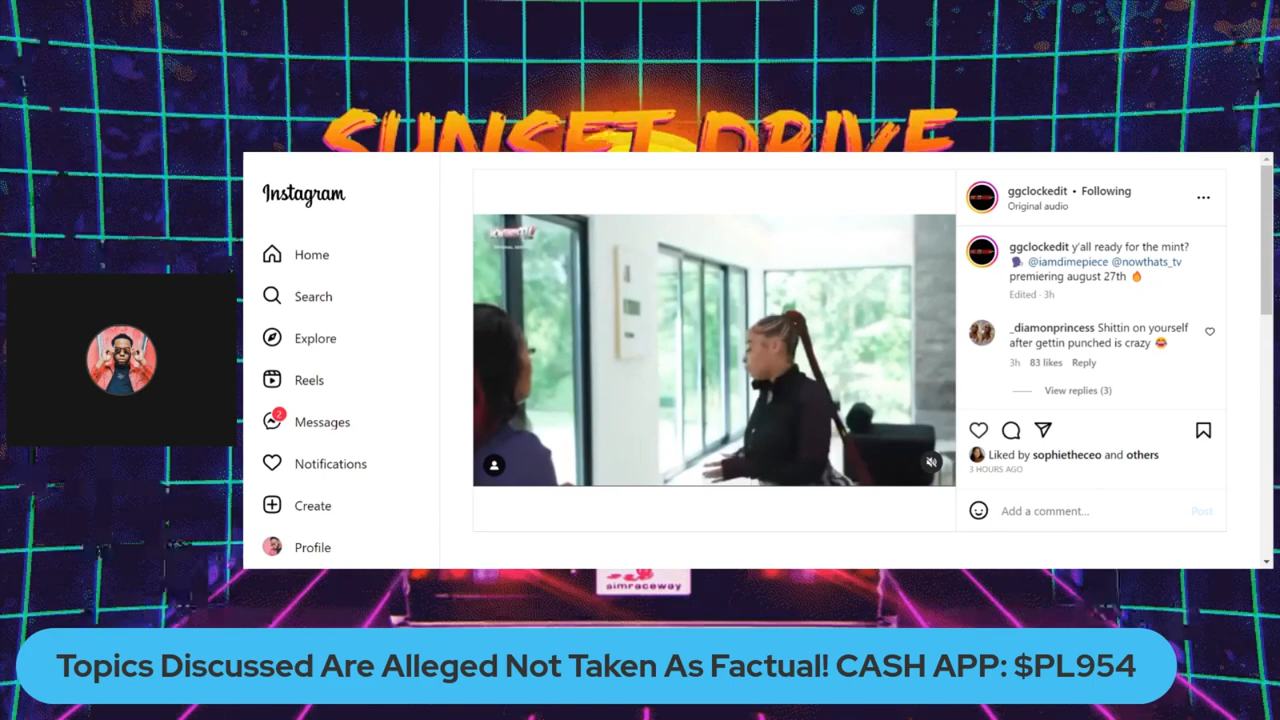 SUNSET DRIVE
Instagram
Home
Search
Explore
Reels
2
Messages
Notifications
Create
Profile
ggclockedit • Following
Original audio
...
ggclockedit y'all ready for the mint?
@iamdimepiece @nowthats_tv
premiering august 27th
Edited · 3h
_diamonprincess Shittin on yourself
after gettin punched is crazy
3h 83 likes Reply
View replies (3)
Liked by sophietheceo and others
3 HOURS AGO
Add a comment...
Post
simraceway
Topics Discussed Are Alleged Not Taken As Factual! CASH APP: $PL954